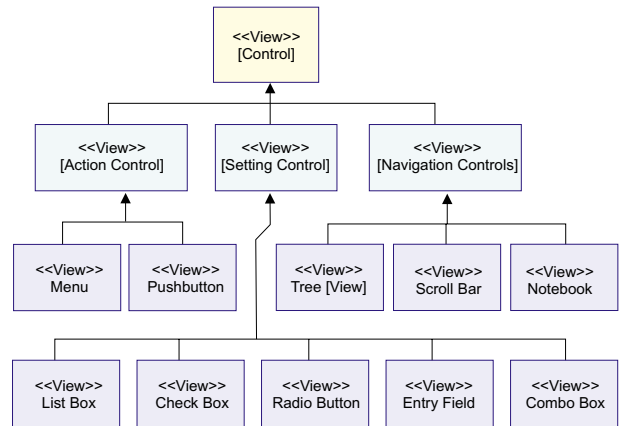 <<View>>
[Control]
<<View>>
[Action Control]
<<View>>
[Setting Control]
<<View>>
[Navigation Controls]
<<View>>
Menu
<<View>>
Pushbutton
<<View>>
Tree [View]
<<View>>
Scroll Bar
<<View>>
Notebook
<<View>>
List Box
<<View>>
Check Box
<<View>>
Radio Button
<<View>>
Entry Field
<<View>>
Combo Box